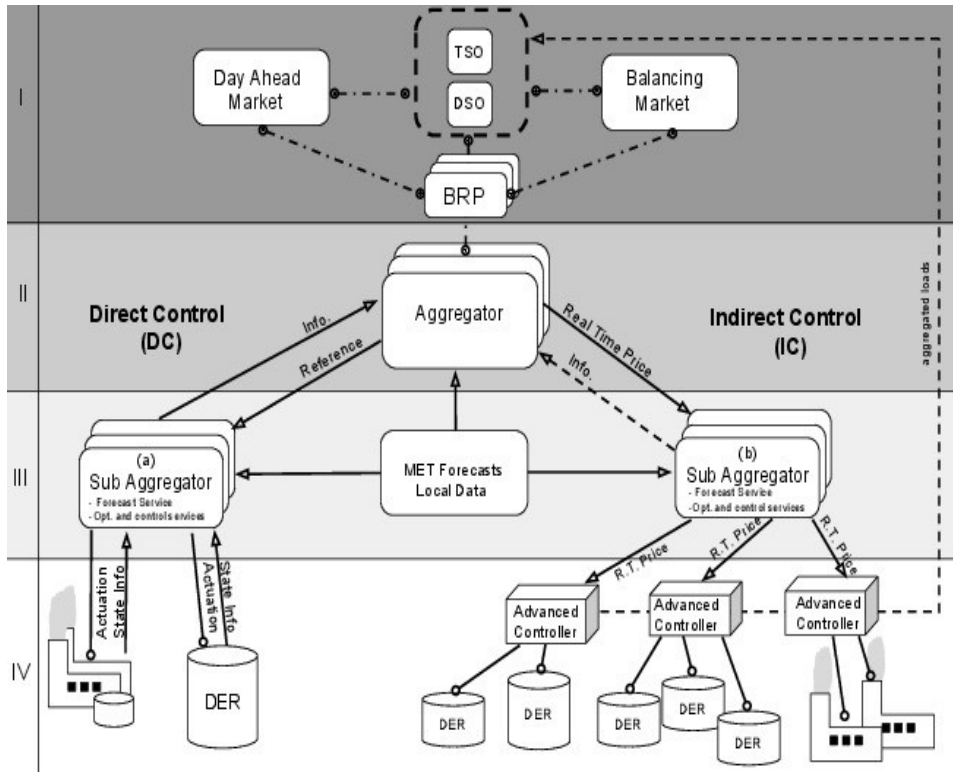 I
Day Ahead
Market
TSO
DSO
Balancing
Market
BRP
II
Direct Control
(DC)
Info.
Reference
Aggregator
Real Time Price
Info.
Indirect Control
(IC)
aggregated loads
III
(a)
Sub Aggregator
- Forecast Service
- Opt. and control services
MET Forecasts
Local Data
(b)
Sub Aggregator
- Forecast Service
- Opt. and control services
R.T. Price
R.T. Price
R.T. Price
IV
Actuation
State Info
Actuation
State Info
DER
Advanced
Controller
Advanced
Controller
Advanced
Controller
DER
DER
DER
DER
DER